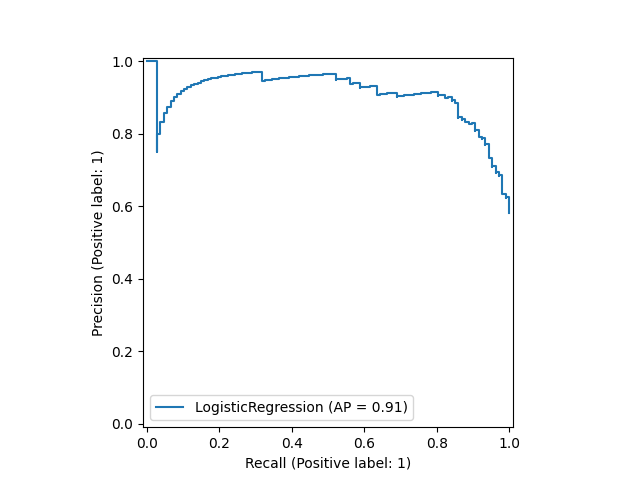 1.0
0.8
0.6
0.4
0.2
0.0
Precision (Positive label: 1)
LogisticRegression (AP = 0.91)
0.0 0.2 0.4 0.6 0.8 1.0
Recall (Positive label: 1)